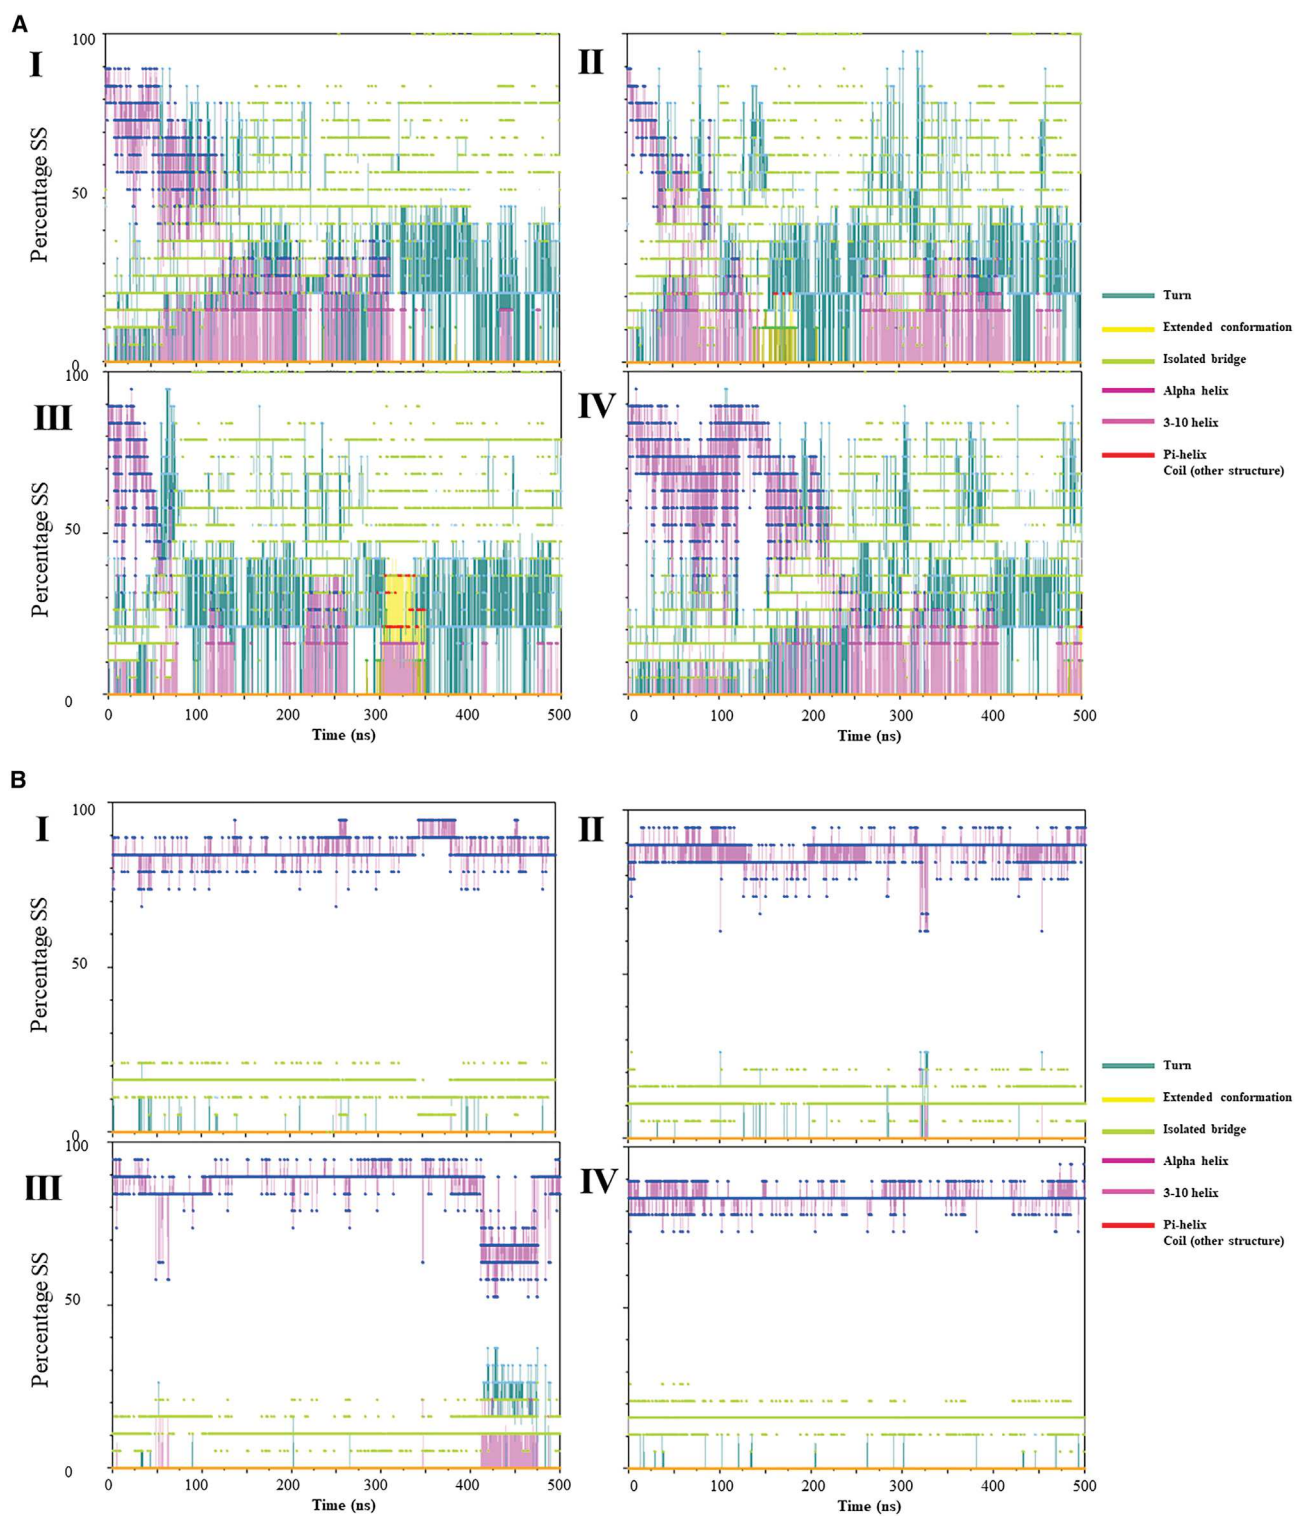 A
I
II
100
50
0
Percentage SS
III
IV
100
50
0
Percentage SS
0 100 200 300 400 500
Time (ns)
0 100 200 300 400 500
Time (ns)
Turn
Extended conformation
Isolated bridge
Alpha helix
3-10 helix
Pi-helix
Coil (other structure)
B
I
II
100
50
0
Percentage SS
III
IV
100
50
0
Percentage SS
0 100 200 300 400 500
Time (ns)
0 100 200 300 400 500
Time (ns)
Turn
Extended conformation
Isolated bridge
Alpha helix
3-10 helix
Pi-helix
Coil (other structure)